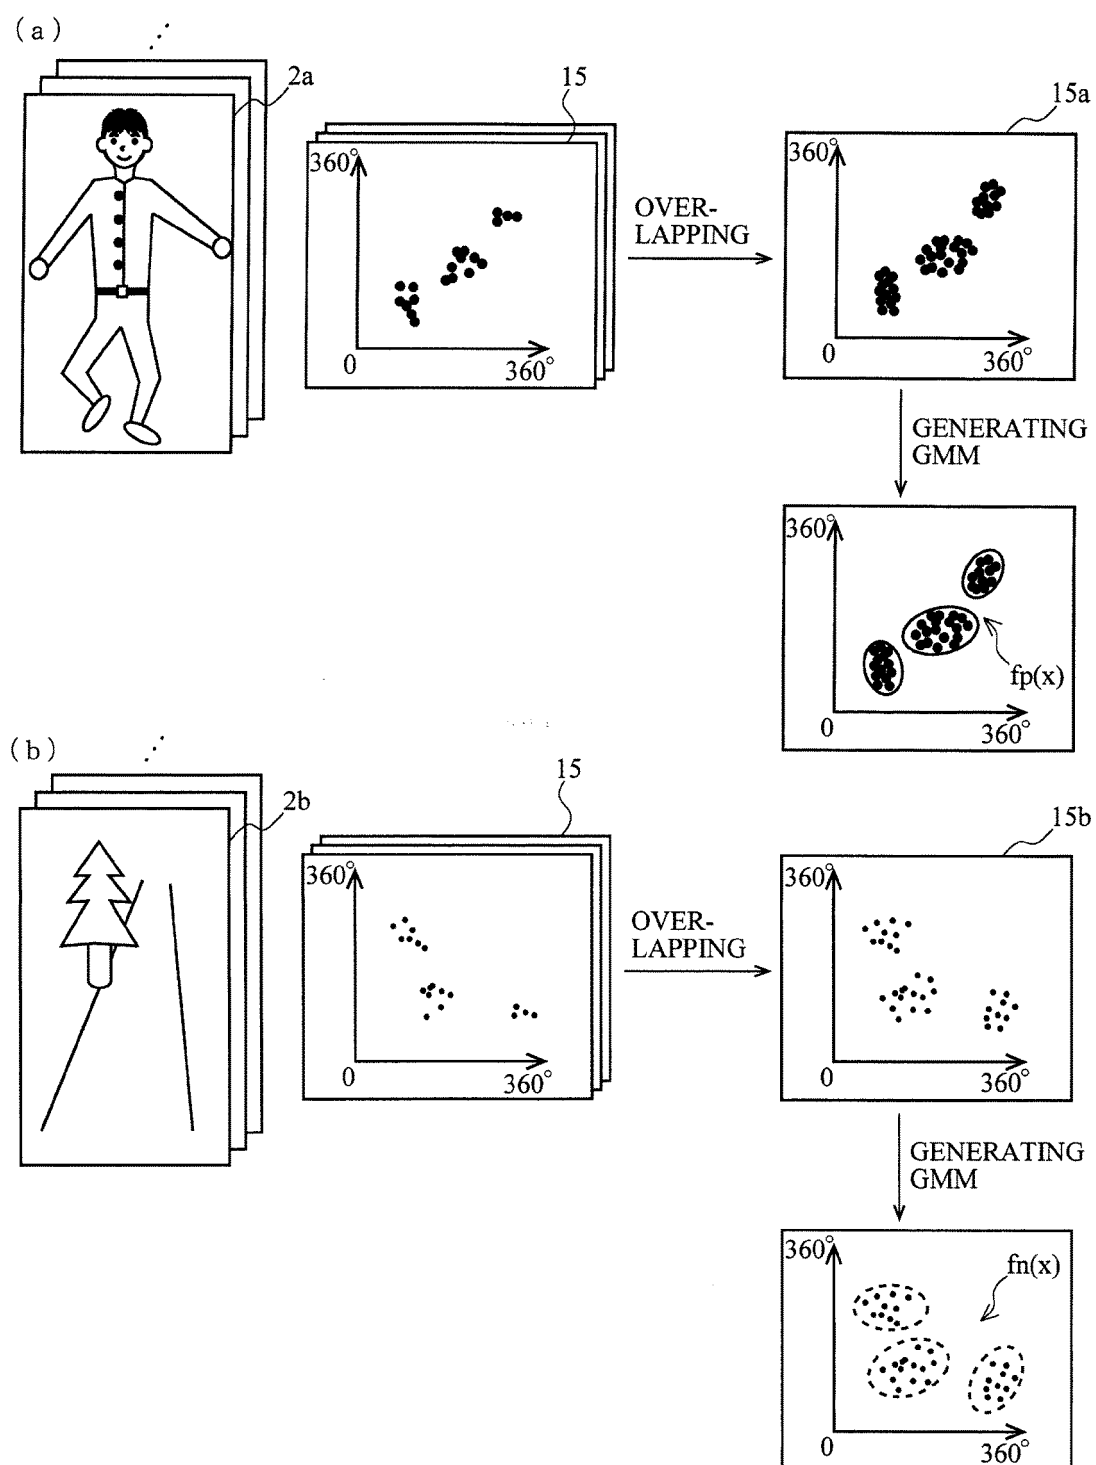 (a)
2a
15
15a
360°
0
360°
OVER-
LAPPING
360°
0
360°
GENERATING
GMM
360°
fp(x)
0
360°
(b)
2b
15
15b
360°
0
360°
OVER-
LAPPING
360°
0
360°
GENERATING
GMM
360°
fn(x)
0
360°